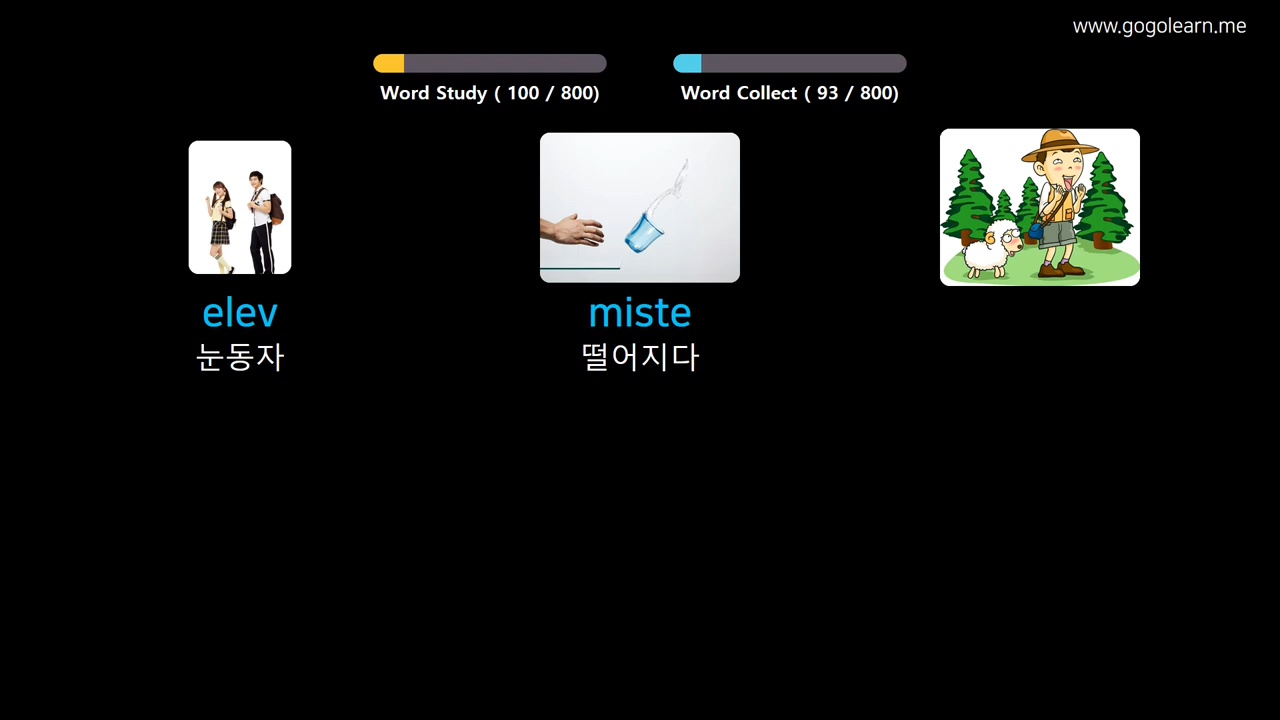 www.gogolearn.me
Word Study ( 100 / 800)
Word Collect ( 93 / 800)
elev
눈동자
miste
떨어지다